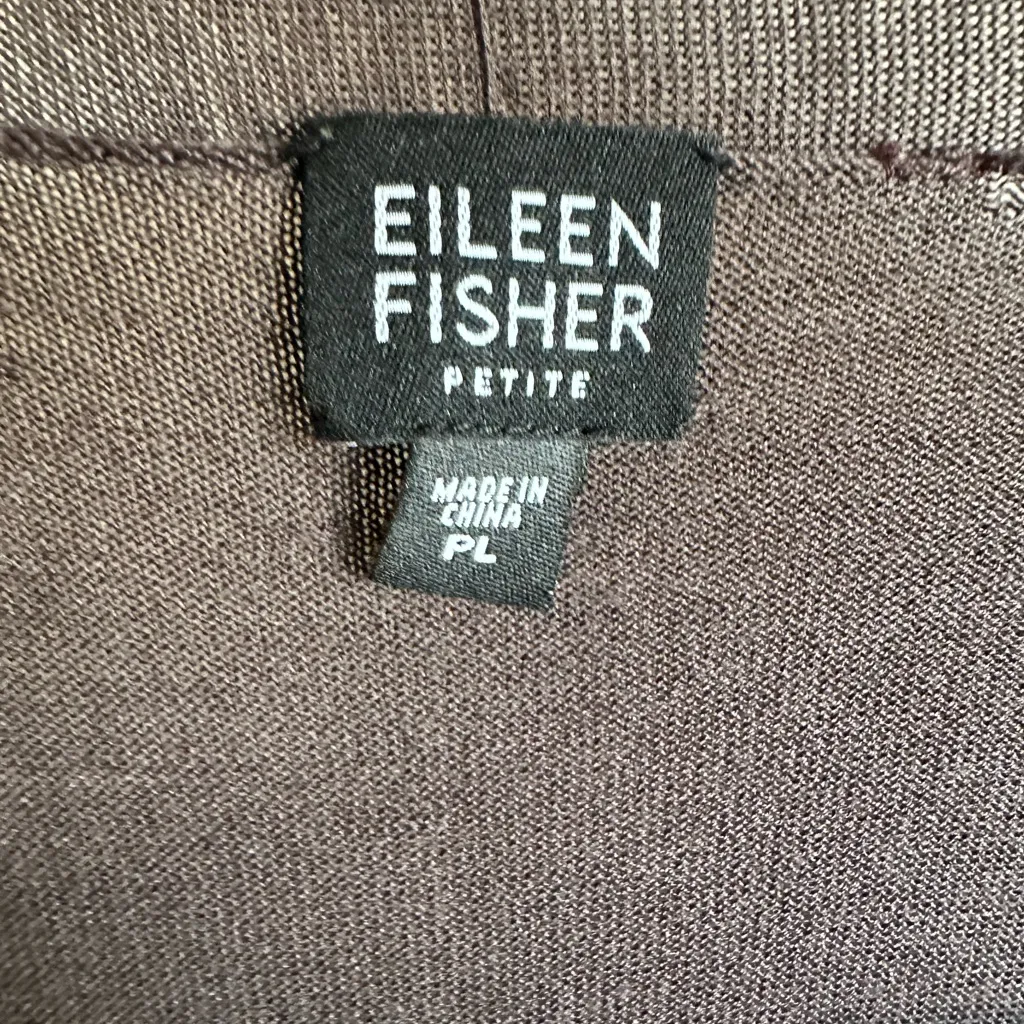 EILEEN
FISHER
PETITE
MADE IN
CHINA
PL